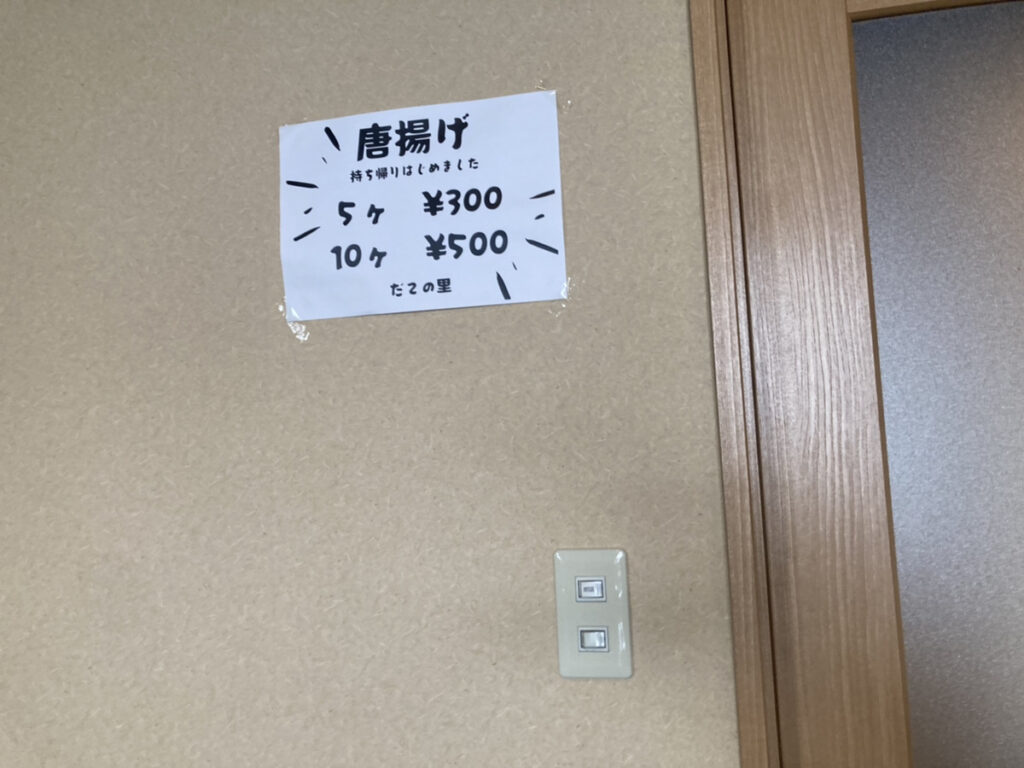 唐揚げ
持ち帰りはじめました
5ヶ ¥300
10ヶ ¥500
だての里